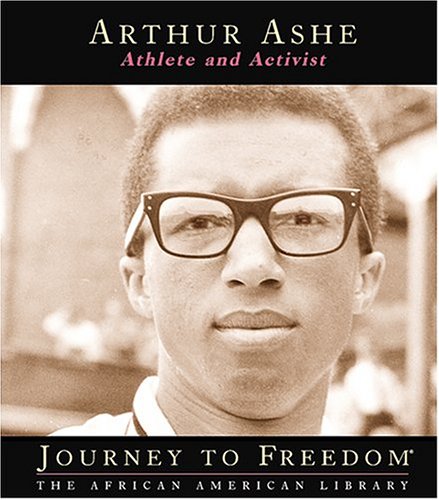 ARTHUR ASHE
Athlete and Activist
JOURNEY TO FREEDOM®
THE AFRICAN AMERICAN LIBRARY